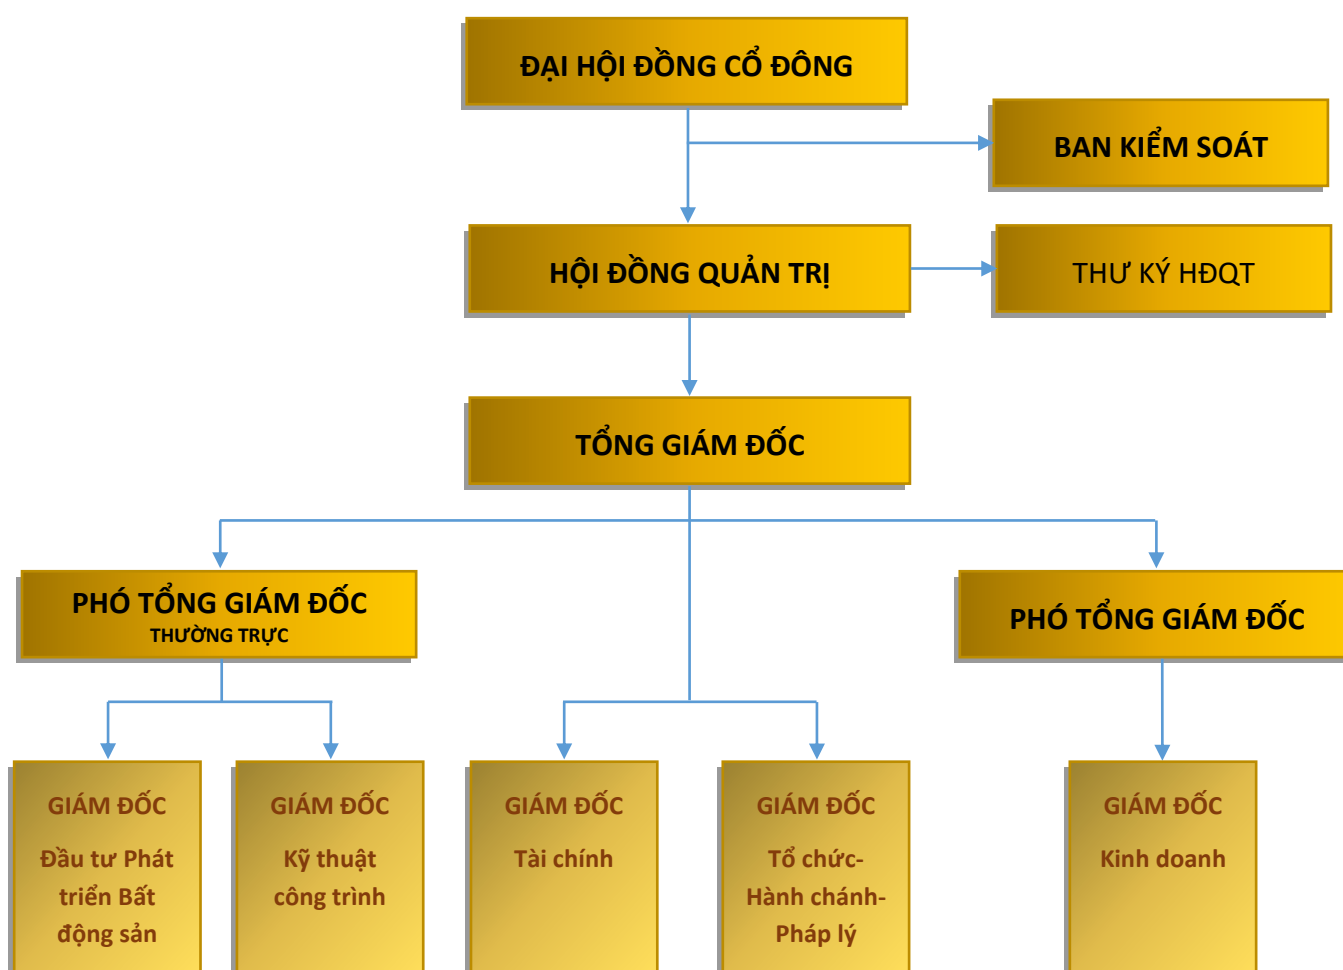 ĐẠI HỘI ĐỒNG CỔ ĐÔNG
BAN KIỂM SOÁT
HỘI ĐỒNG QUẢN TRỊ
THƯ KÝ HĐQT
TỔNG GIÁM ĐỐC
PHÓ TỔNG GIÁM ĐỐC
THƯỜNG TRỰC
PHÓ TỔNG GIÁM ĐỐC
GIÁM ĐỐC
Đầu tư Phát
triển Bất
động sản
GIÁM ĐỐC
Kỹ thuật
công trình
GIÁM ĐỐC
Tài chính
GIÁM ĐỐC
Tổ chức-
Hành chánh-
Pháp lý
GIÁM ĐỐC
Kinh doanh